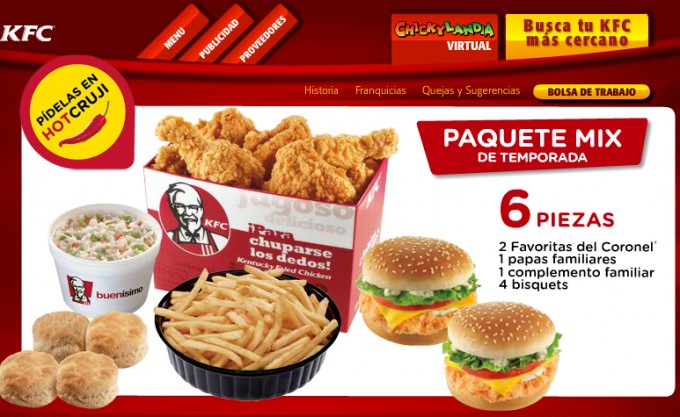 KFC
MENU
PUBLICIDAD
PROVEEDORES
CHICKYLANDIA
VIRTUAL
Busca tu KFC
más cercano
Historia Franquicias Quejas y Sugerencias BOLSA DE TRABAJO
PÍDELAS EN
HOTCRUJI
PAQUETE MIX
DE TEMPORADA
6 PIEZAS
2 Favoritas del Coronel
1 papas familiares
1 complemento familiar
4 bisquets
jugoso
delicioso
KFC
¡Para
chuparse
los dedos!
Kentucky Fried Chicken
buenísimo